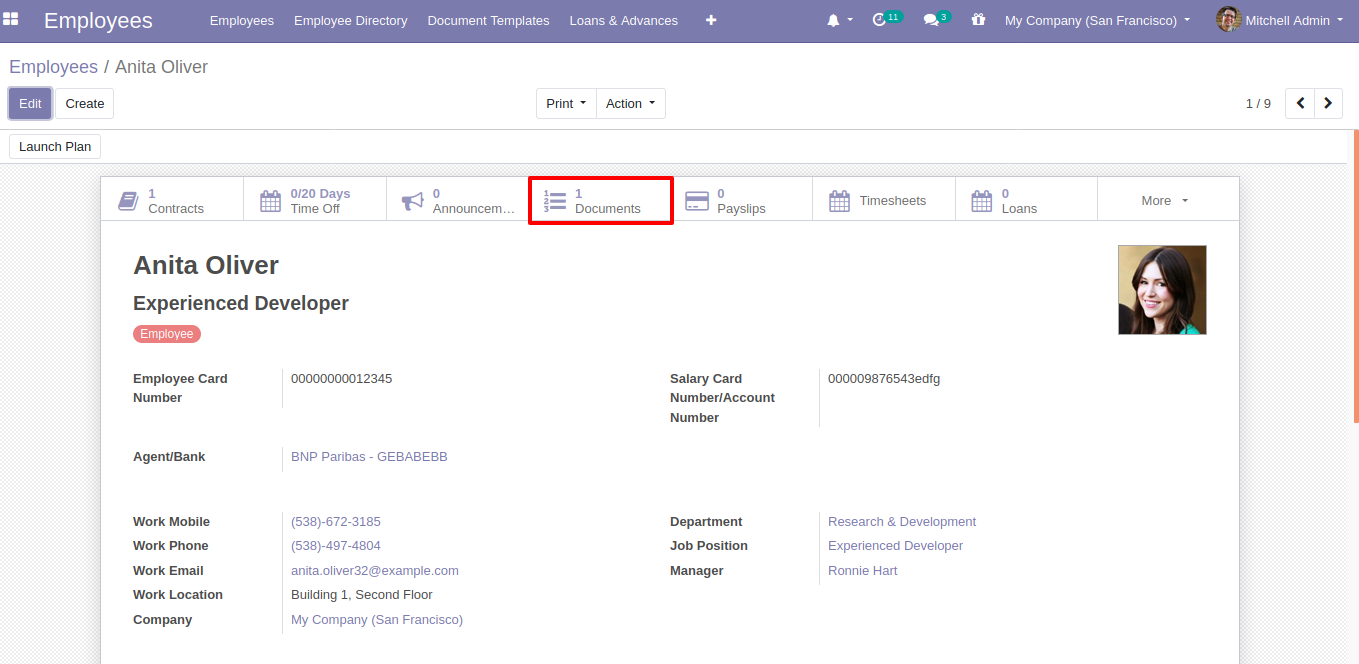 Employees Employees Employee Directory Document Templates Loans & Advances 11 3 My Company (San Francisco) Mitchell Admin
Employees / Anita Oliver
Edit Create Print Action 1 / 9
Launch Plan
1 0/20 Days 0 1 0 0
Contracts Time Off Announcem… Documents Payslips Timesheets Loans More
Anita Oliver
Experienced Developer
Employee
Employee Card 00000000012345 Salary Card 000009876543edfg
Number Number/Account
Number
Agent/Bank BNP Paribas - GEBABEBB
Work Mobile (538)-672-3185 Department Research & Development
Work Phone (538)-497-4804 Job Position Experienced Developer
Work Email anita.oliver32@example.com Manager Ronnie Hart
Work Location Building 1, Second Floor
Company My Company (San Francisco)